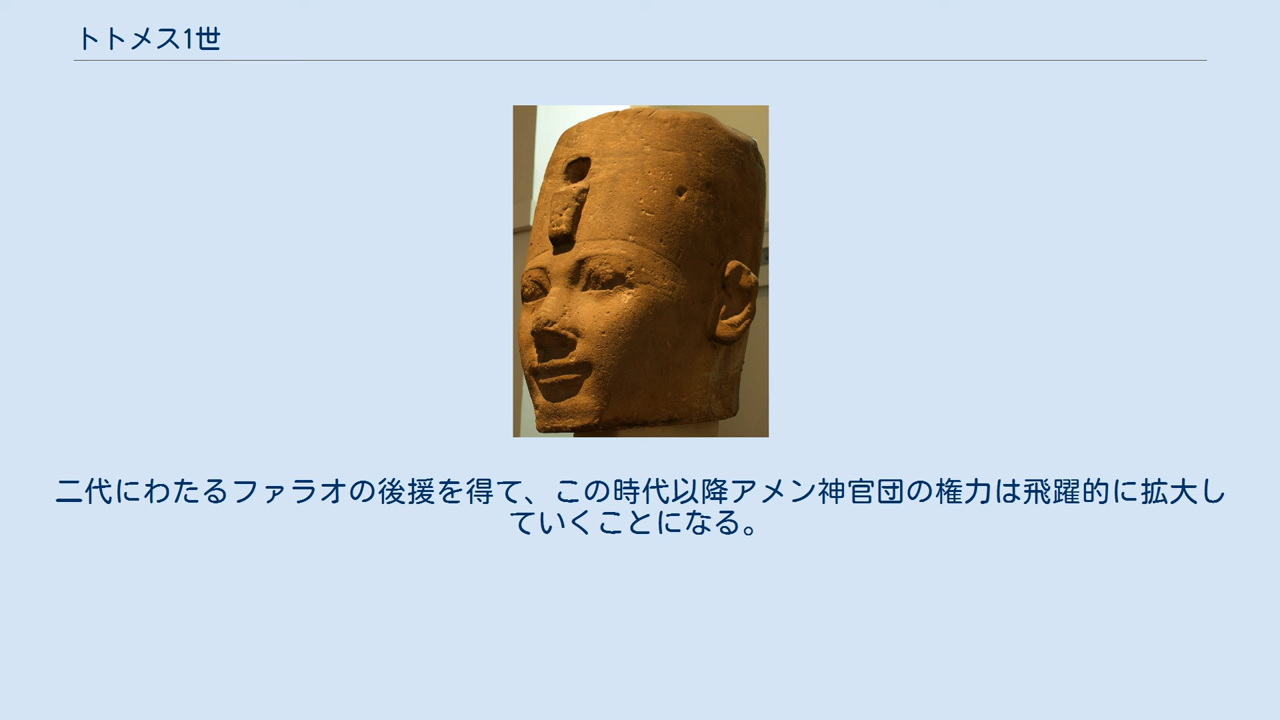 トトメス1世
二代にわたるファラオの後援を得て、この時代以降アメン神官団の権力は飛躍的に拡大し
ていくことになる。